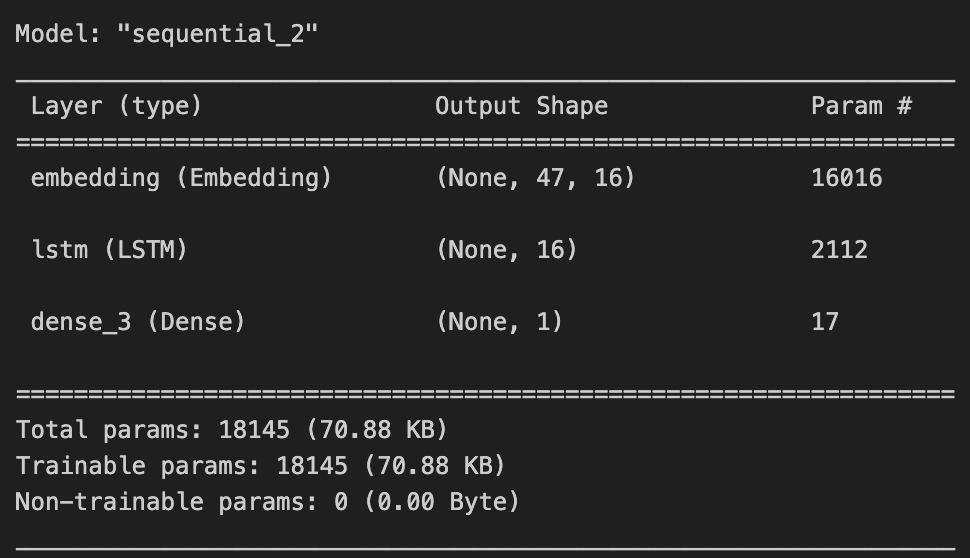 Model: "sequential_2"
_________________________________________________________________
Layer (type) Output Shape Param #
=================================================================
embedding (Embedding) (None, 47, 16) 16016
lstm (LSTM) (None, 16) 2112
dense_3 (Dense) (None, 1) 17
=================================================================
Total params: 18145 (70.88 KB)
Trainable params: 18145 (70.88 KB)
Non-trainable params: 0 (0.00 Byte)
_________________________________________________________________